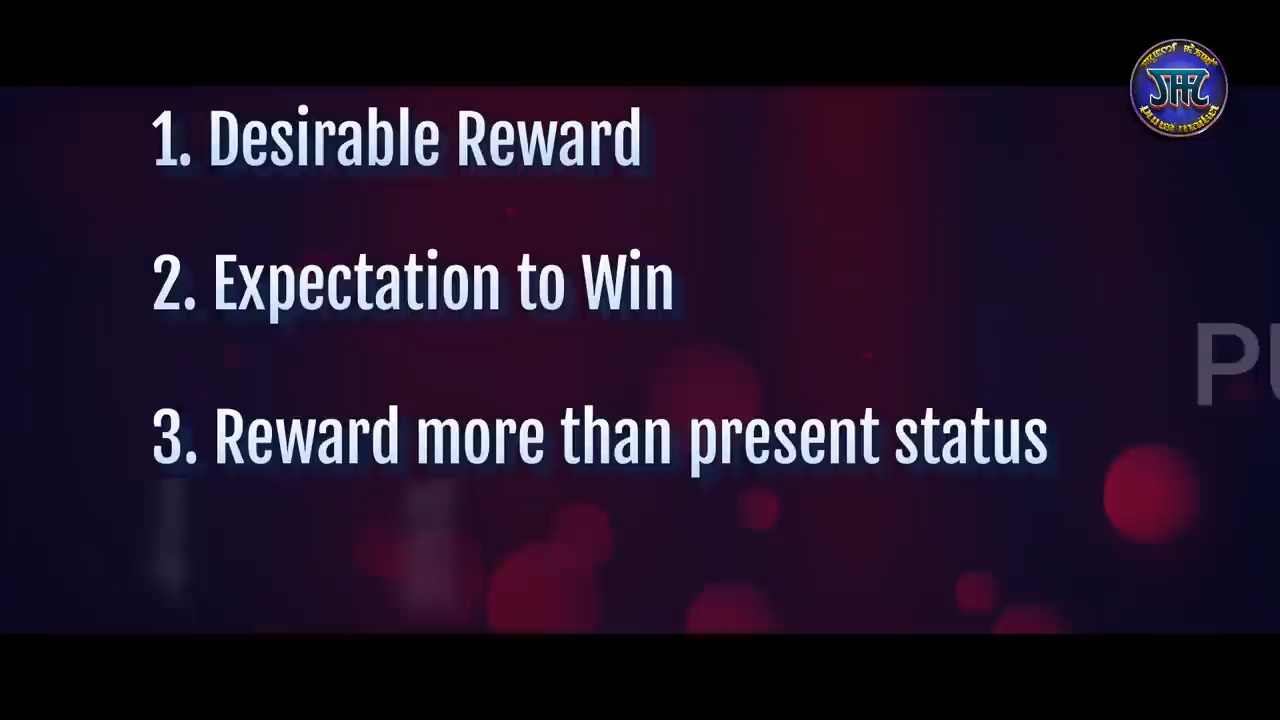 1. Desirable Reward
2. Expectation to Win
3. Reward more than present status